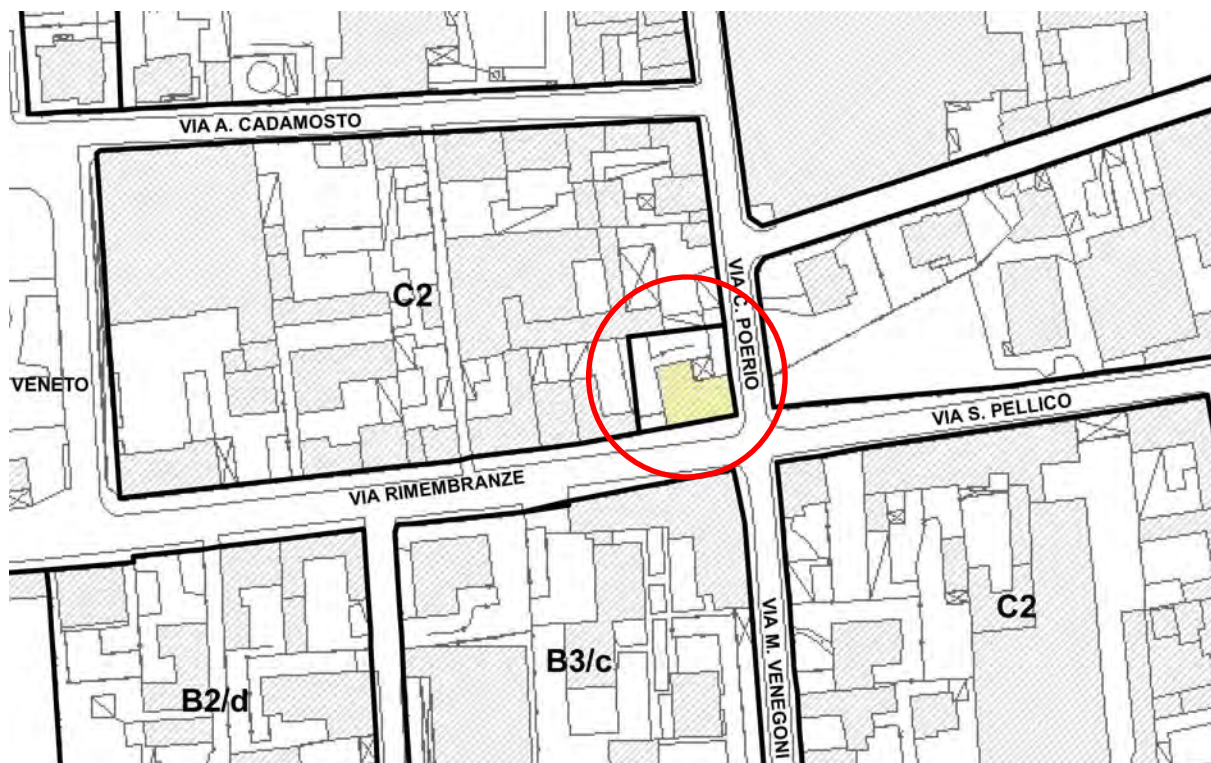 VIA A. CADAMOSTO
VIA C. POERIO
C2
VENETO
VIA S. PELLICO
VIA RIMEMBRANZE
C2
VIA M. VENEGONI
B3/c
B2/d